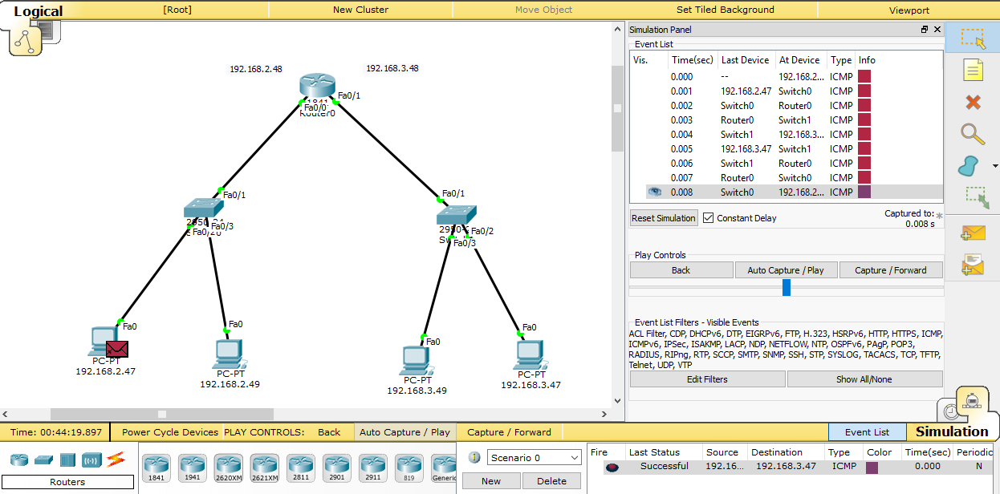 Logical [Root] New Cluster Move Object Set Tiled Background Viewport
192.168.2.48 192.168.3.48
Fa0/1
1841
Fa0/0
Router0
Fa0/1
Fa0/3
Fa0/1
Fa0/2
Fa0/3
Fa0
PC-PT
192.168.2.47
Fa0
PC-PT
192.168.2.49
Fa0
PC-PT
192.168.3.49
Fa0
PC-PT
192.168.3.47
Simulation Panel
Event List
Vis. Time(sec) Last Device At Device Type Info
0.000 -- 192.168.2... ICMP
0.001 192.168.2.47 Switch0 ICMP
0.002 Switch0 Router0 ICMP
0.003 Router0 Switch1 ICMP
0.004 Switch1 192.168.3... ICMP
0.005 192.168.3.47 Switch1 ICMP
0.006 Switch1 Router0 ICMP
0.007 Router0 Switch0 ICMP
0.008 Switch0 192.168.2... ICMP
Reset Simulation Constant Delay Captured to: *
0.008 s
Play Controls
Back Auto Capture / Play Capture / Forward
Event List Filters - Visible Events
ACL Filter, CDP, DHCPv6, DTP, EIGRPv6, FTP, H.323, HSRPv6, HTTP, HTTPS, ICMP,
ICMPv6, IPSec, ISAKMP, LACP, NDP, NETFLOW, NTP, OSPFv6, PAgP, POP3,
RADIUS, RIPng, RTP, SCCP, SMTP, SNMP, SSH, STP, SYSLOG, TACACS, TCP, TFTP,
Telnet, UDP, VTP
Edit Filters Show All/None
Time: 00:44:19.897 Power Cycle Devices PLAY CONTROLS: Back Auto Capture / Play Capture / Forward Event List Simulation
Routers
1841 1941 2620XM 2621XM 2811 2901 2911 819 Generic
Scenario 0
New Delete
Fire Last Status Source Destination Type Color Time(sec) Periodic
Successful 192.16... 192.168.3.47 ICMP 0.000 N